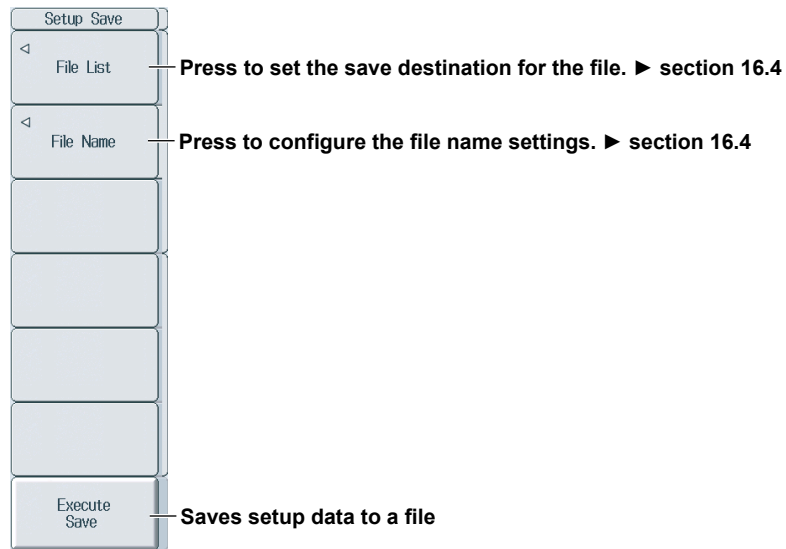 Setup Save
File List
Press to set the save destination for the file. ► section 16.4
File Name
Press to configure the file name settings. ► section 16.4
Execute
Save
Saves setup data to a file